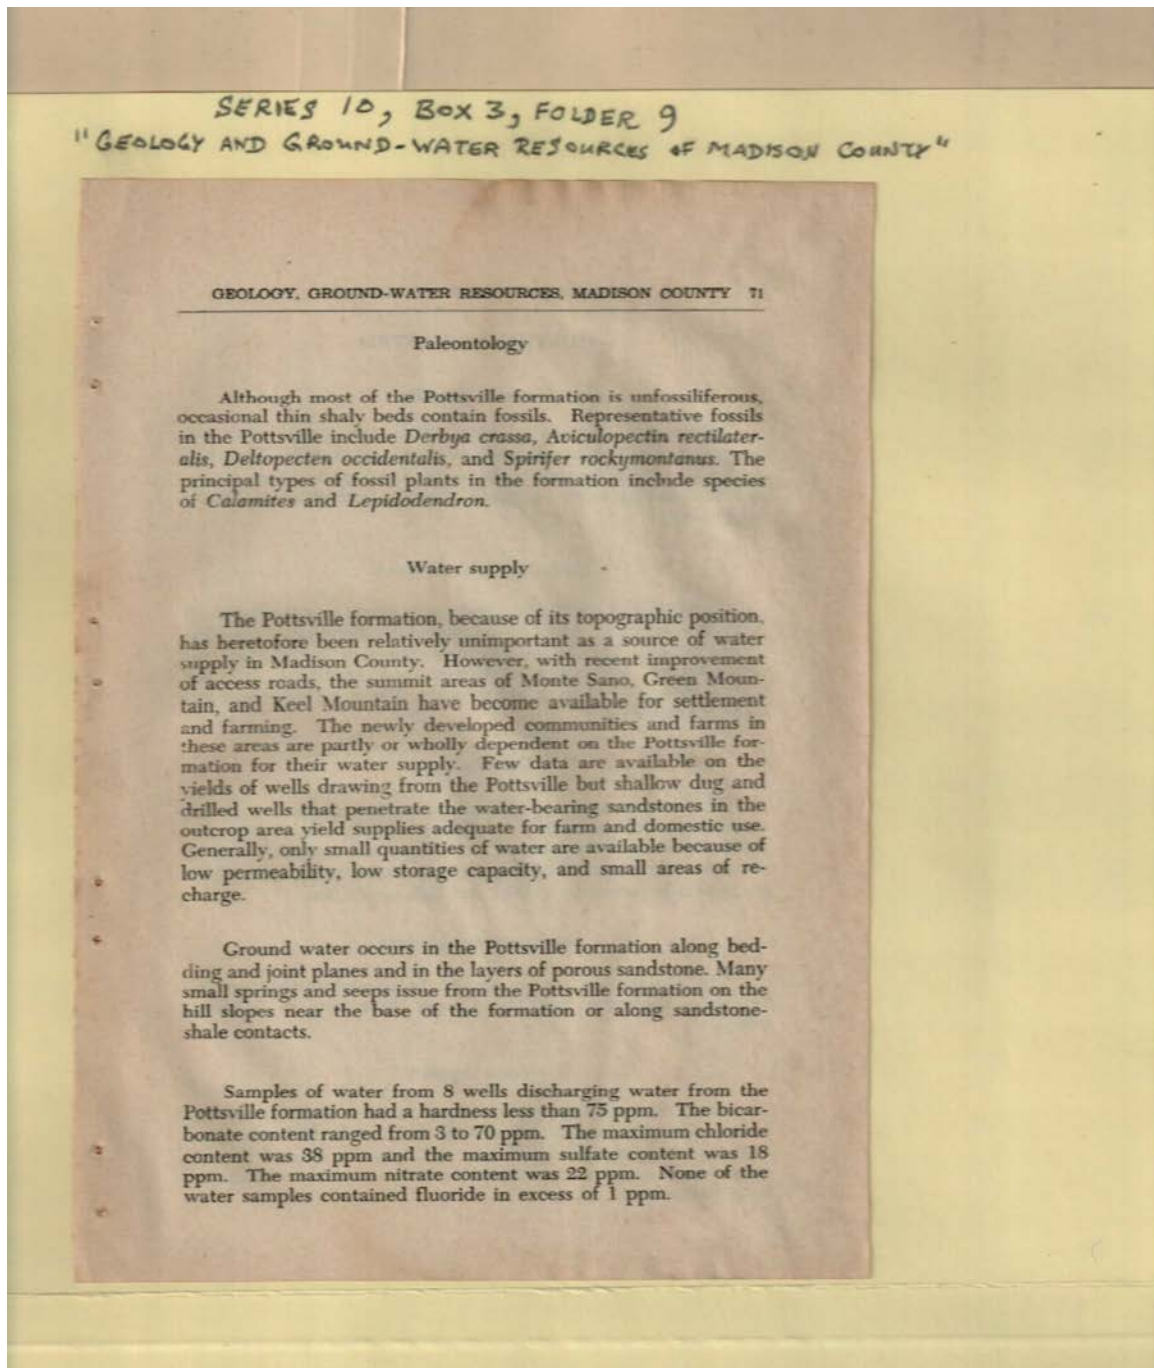 SERIES 10, BOX 3, FOLDER 9
"GEOLOGY AND GROUND-WATER RESOURCES OF MADISON COUNTY"
GEOLOGY, GROUND-WATER RESOURCES, MADISON COUNTY 71
Paleontology
Although most of the Pottsville formation is unfossiliferous,
occasional thin shaly beds contain fossils. Representative fossils
in the Pottsville include Derbya crassa, Aviculopectin rectilater-
alis, Deltopecten occidentalis, and Spirifer rockymontanus. The
principal types of fossil plants in the formation include species
of Calamites and Lepidodendron.
Water supply
The Pottsville formation, because of its topographic position,
has heretofore been relatively unimportant as a source of water
supply in Madison County. However, with recent improvement
of access roads, the summit areas of Monte Sano, Green Moun-
tain, and Keel Mountain have become available for settlement
and farming. The newly developed communities and farms in
these areas are partly or wholly dependent on the Pottsville for-
mation for their water supply. Few data are available on the
yields of wells drawing from the Pottsville but shallow dug and
drilled wells that penetrate the water-bearing sandstones in the
outcrop area yield supplies adequate for farm and domestic use.
Generally, only small quantities of water are available because of
low permeability, low storage capacity, and small areas of re-
charge.
Ground water occurs in the Pottsville formation along bed-
ding and joint planes and in the layers of porous sandstone. Many
small springs and seeps issue from the Pottsville formation on the
hill slopes near the base of the formation or along sandstone-
shale contacts.
Samples of water from 8 wells discharging water from the
Pottsville formation had a hardness less than 75 ppm. The bicar-
bonate content ranged from 3 to 70 ppm. The maximum chloride
content was 38 ppm and the maximum sulfate content was 18
ppm. The maximum nitrate content was 22 ppm. None of the
water samples contained fluoride in excess of 1 ppm.